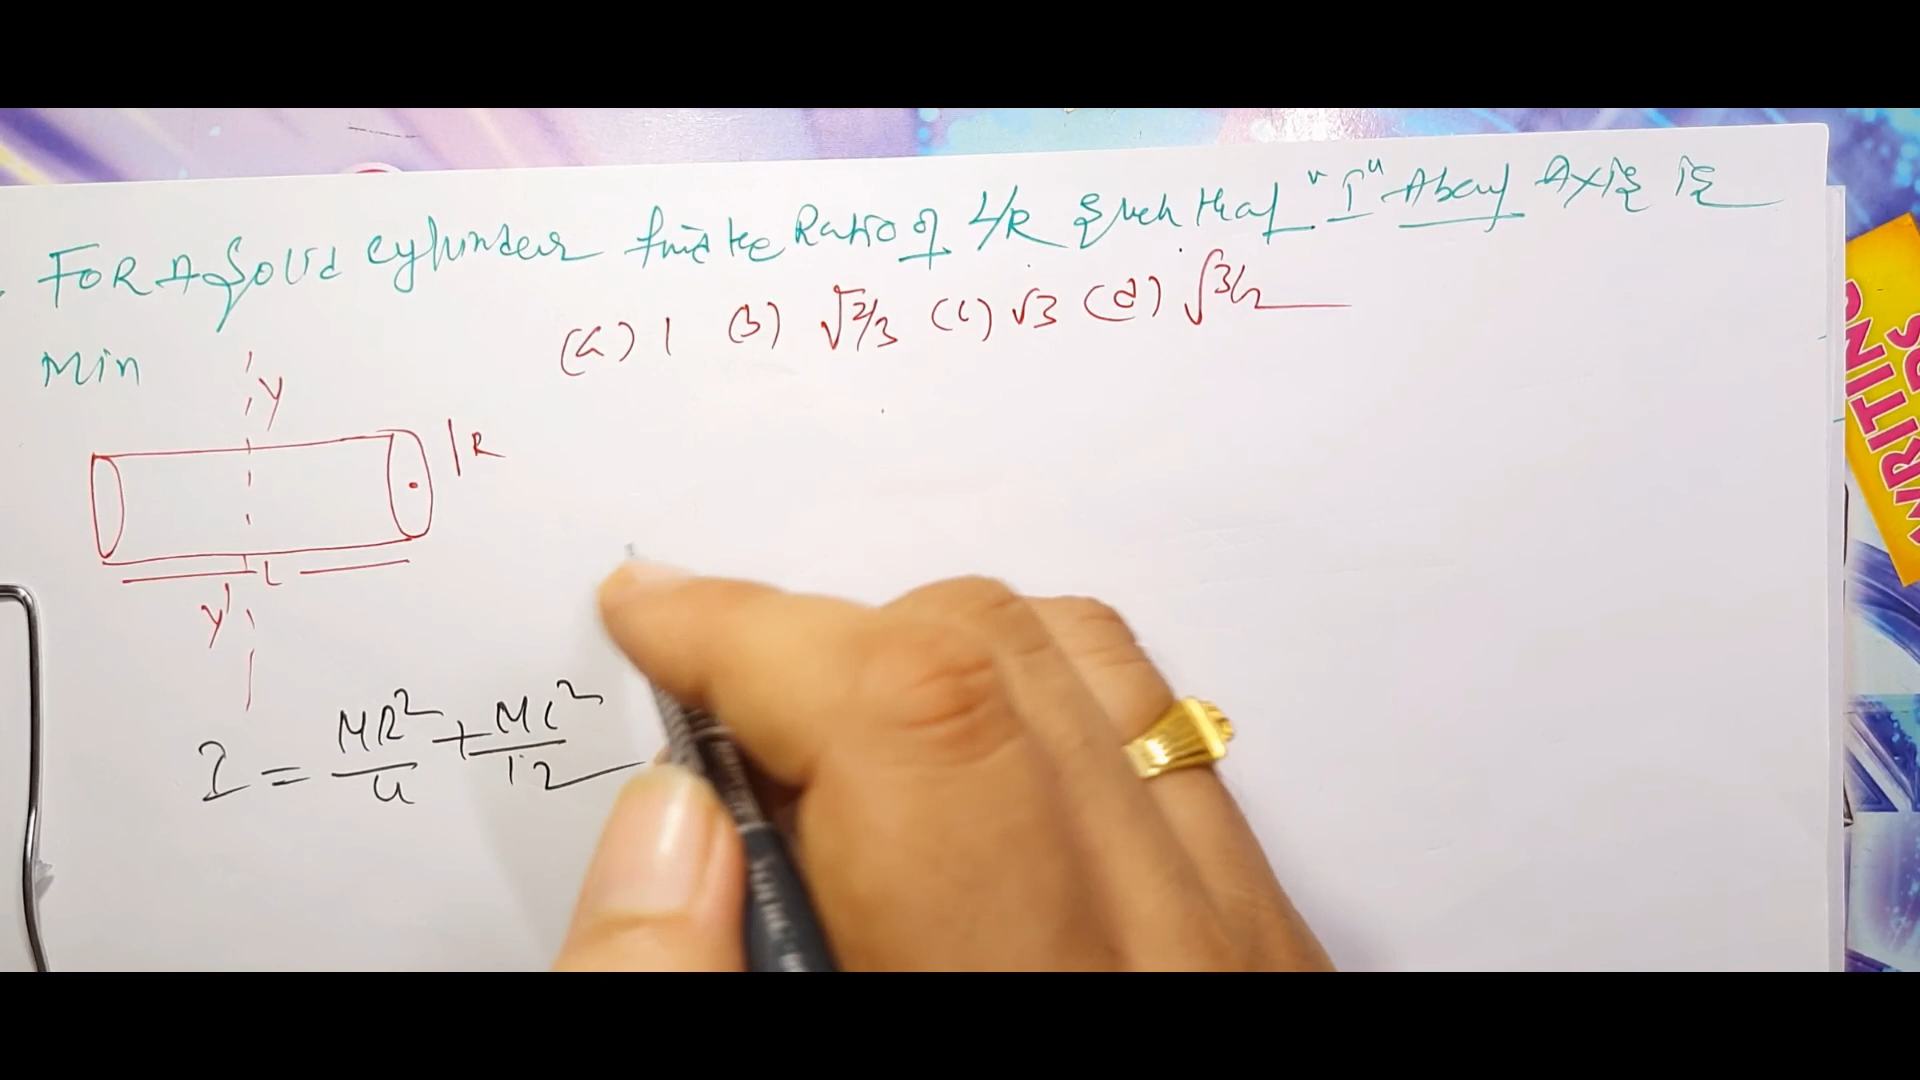 FOR A Solid cylinder find the Ratio of L/R such that "I" About Axis is
Min
(a) 1 (b) √2/3 (c) √3 (d) √3/2
Y
R
L
Y'
I = MR²/4 + ML²/12
WRITING